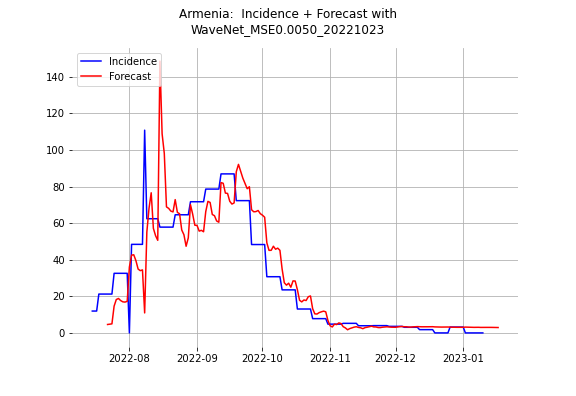 Armenia:  Incidence + Forecast with
WaveNet_MSE0.0050_20221023
Incidence
Forecast
140
120
100
80
60
40
20
0
2022-08 2022-09 2022-10 2022-11 2022-12 2023-01